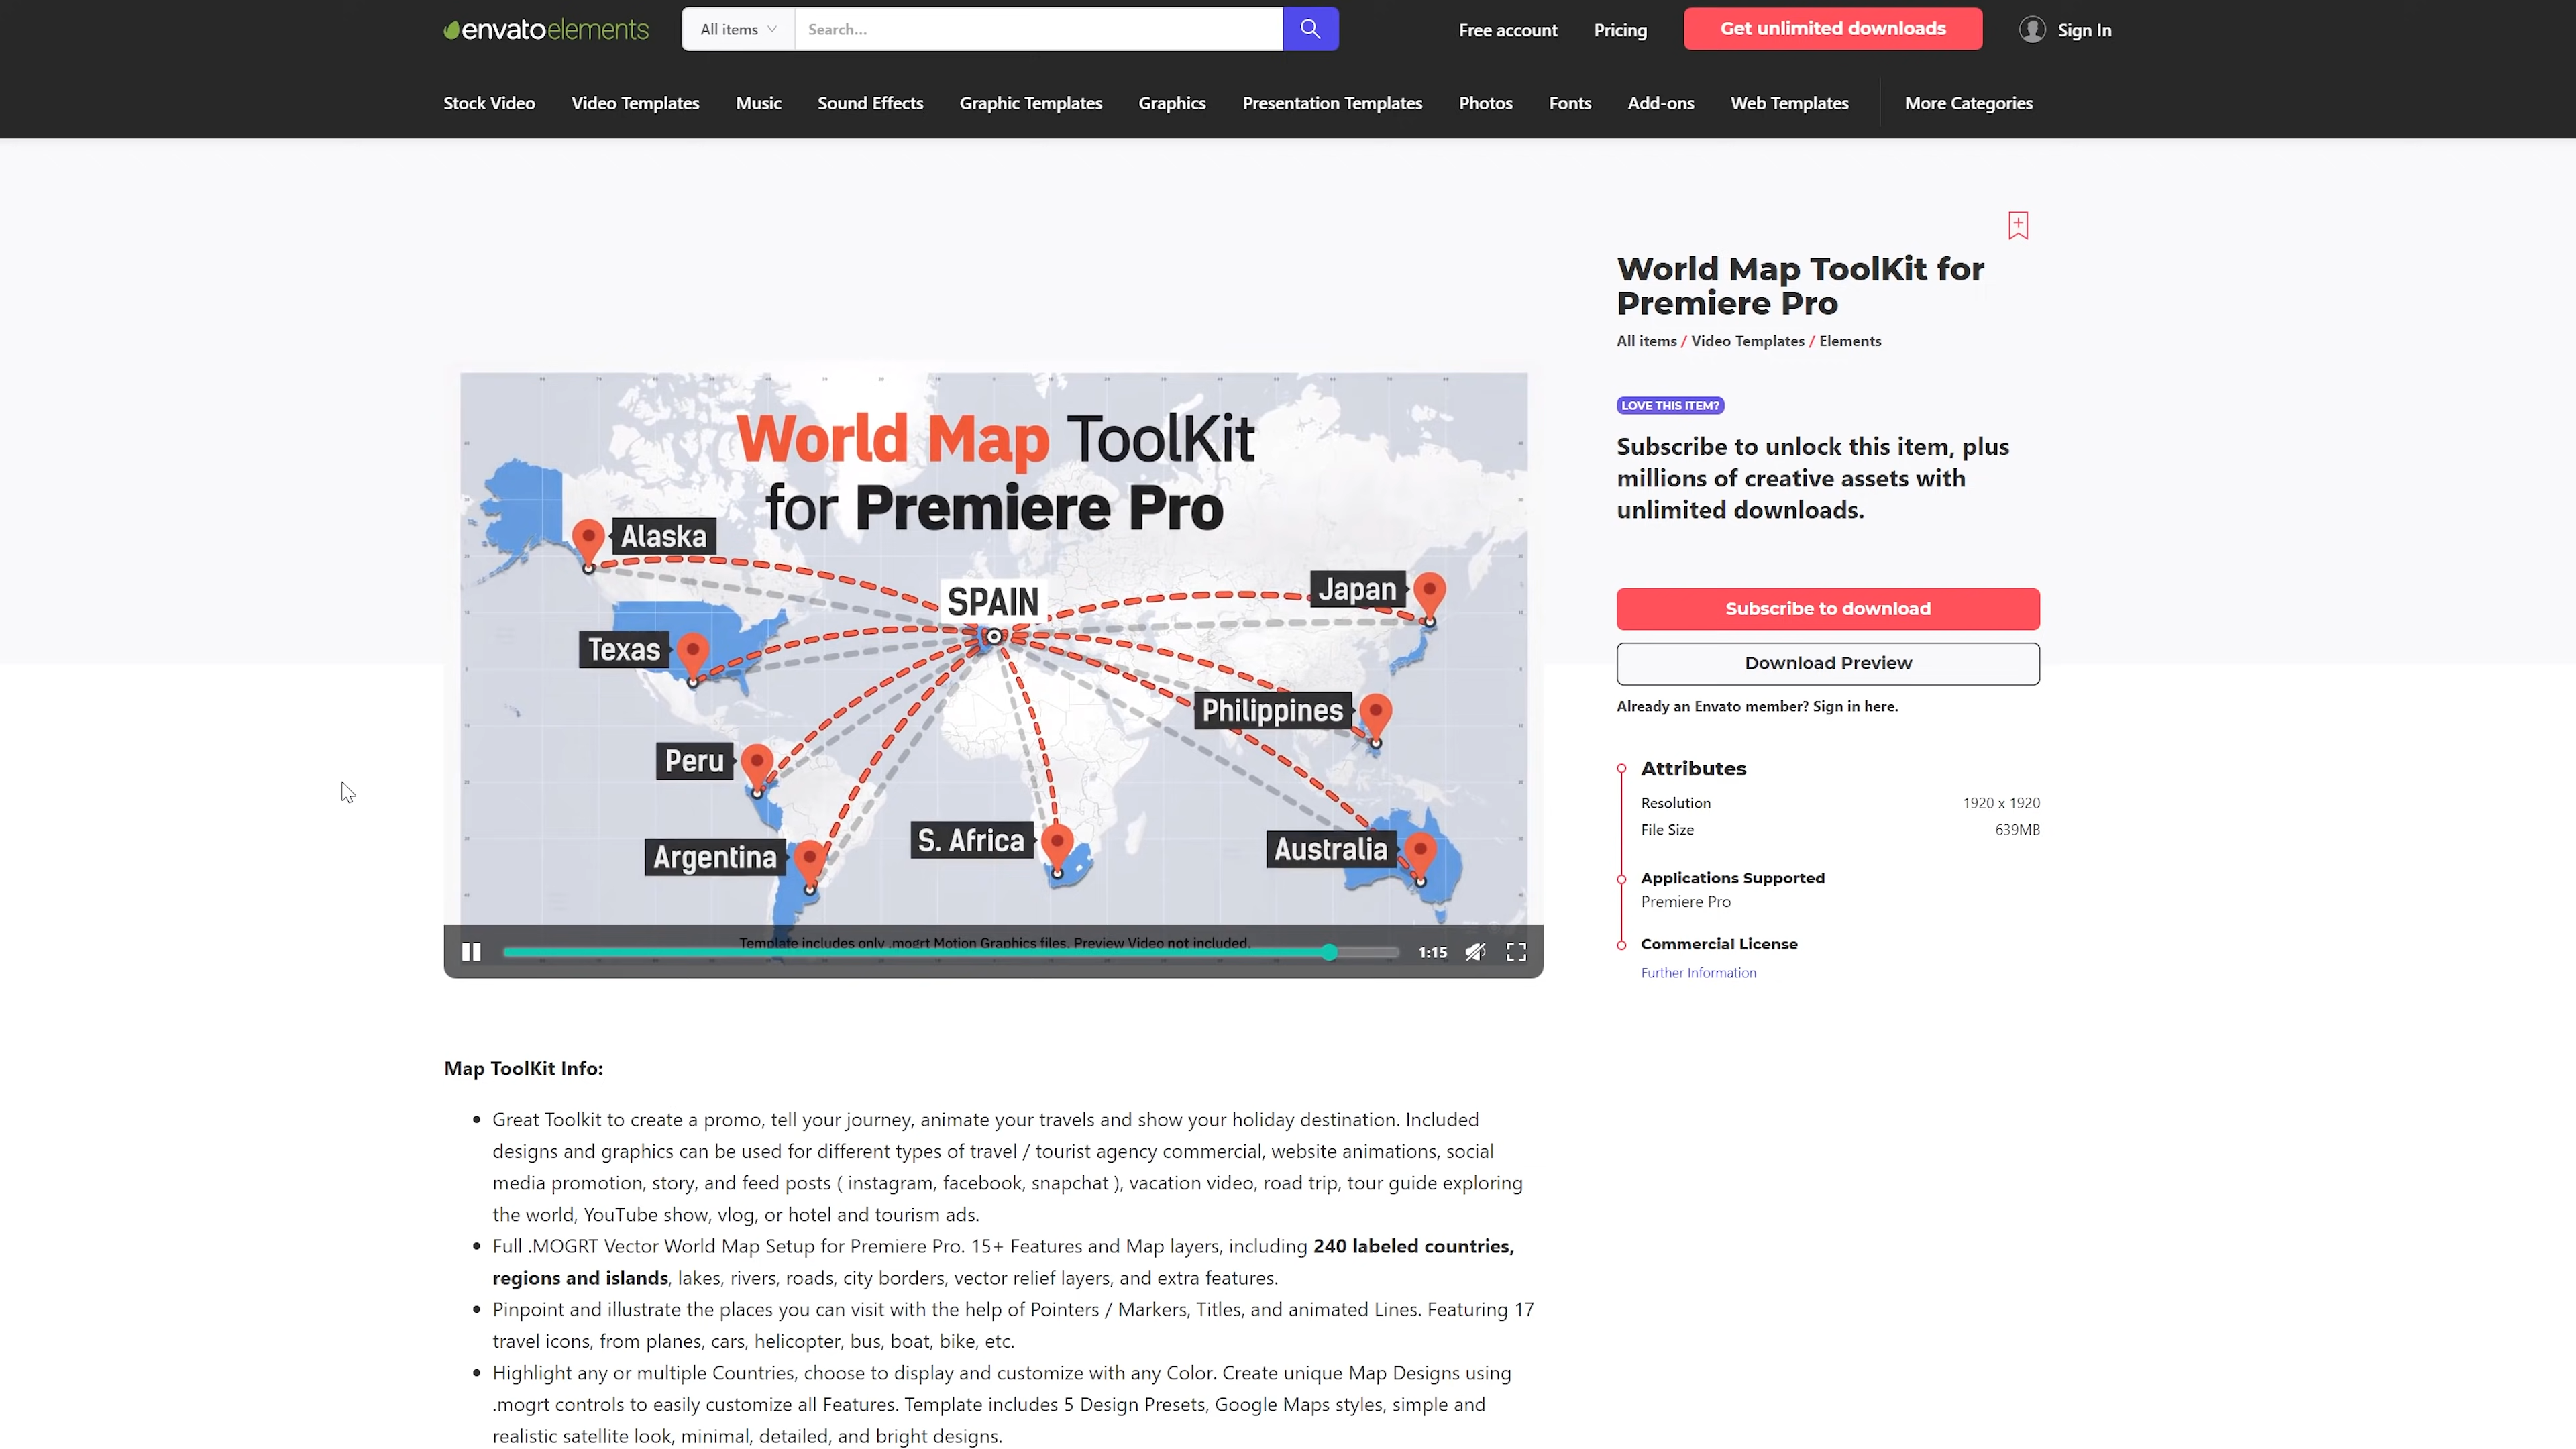 envatoelements
All items
Search...
Free account
Pricing
Get unlimited downloads
Sign In
Stock Video
Video Templates
Music
Sound Effects
Graphic Templates
Graphics
Presentation Templates
Photos
Fonts
Add-ons
Web Templates
More Categories
World Map ToolKit
for Premiere Pro
Alaska
SPAIN
Japan
Texas
Philippines
Peru
S. Africa
Australia
Argentina
Template includes only .mogrt Motion Graphics files. Preview Video not included.
1:15
World Map ToolKit for
Premiere Pro
All items / Video Templates / Elements
LOVE THIS ITEM?
Subscribe to unlock this item, plus
millions of creative assets with
unlimited downloads.
Subscribe to download
Download Preview
Already an Envato member? Sign in here.
Attributes
Resolution 1920 x 1920
File Size 639MB
Applications Supported
Premiere Pro
Commercial License
Further Information
Map ToolKit Info:
Great Toolkit to create a promo, tell your journey, animate your travels and show your holiday destination. Included
designs and graphics can be used for different types of travel / tourist agency commercial, website animations, social
media promotion, story, and feed posts ( instagram, facebook, snapchat ), vacation video, road trip, tour guide exploring
the world, YouTube show, vlog, or hotel and tourism ads.
Full .MOGRT Vector World Map Setup for Premiere Pro. 15+ Features and Map layers, including 240 labeled countries,
regions and islands, lakes, rivers, roads, city borders, vector relief layers, and extra features.
Pinpoint and illustrate the places you can visit with the help of Pointers / Markers, Titles, and animated Lines. Featuring 17
travel icons, from planes, cars, helicopter, bus, boat, bike, etc.
Highlight any or multiple Countries, choose to display and customize with any Color. Create unique Map Designs using
.mogrt controls to easily customize all Features. Template includes 5 Design Presets, Google Maps styles, simple and
realistic satellite look, minimal, detailed, and bright designs.